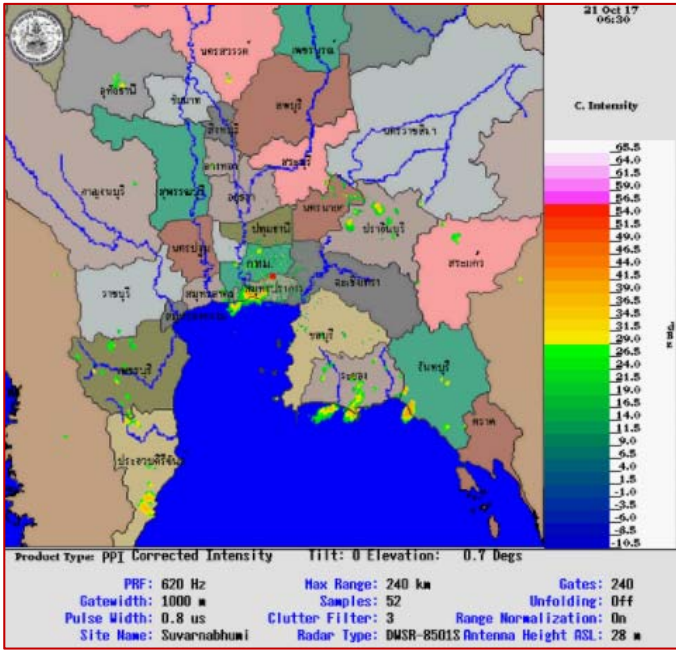 21 Oct 17
06:30
C. Intensity
นครสวรรค์
เพชรบูรณ์
อุทัยธานี
ชัยนาท
ลพบุรี
สิงหบุรี
นครราชสีมา
อ่างทอง
สระบุรี
กาญจนบุรี
สุพรรณบุรี
อยุธยา
นครนายก
ปราจีนบุรี
ปทุมธานี
นครปฐม
กทม.
สระแก้ว
ราชบุรี
สมุทรสาคร
สมุทรปราการ
ฉะเชิงเทรา
ชลบุรี
เพชรบุรี
ระยอง
จันทบุรี
ตราด
ประจวบคีรีขันธ์
65.5
64.0
61.5
59.0
56.5
54.0
51.5
49.0
46.5
44.0
41.5
39.0
36.5
34.0
31.5
29.0
26.5
24.0
21.5
19.0
16.5
14.0
11.5
9.0
6.5
4.0
1.5
-1.0
-3.5
-6.0
-8.5
-10.5
Product Type: PPI Corrected Intensity Tilt: 0 Elevation: 0.7 Degs
PRF: 620 Hz Max Range: 240 km Gates: 240
Gatewidth: 1000 m Samples: 52 Unfolding: Off
Pulse Width: 0.8 us Clutter Filter: 3 Range Normalization: On
Site Name: Suvarnabhumi Radar Type: DWSR-8501S Antenna Height ASL: 28 m